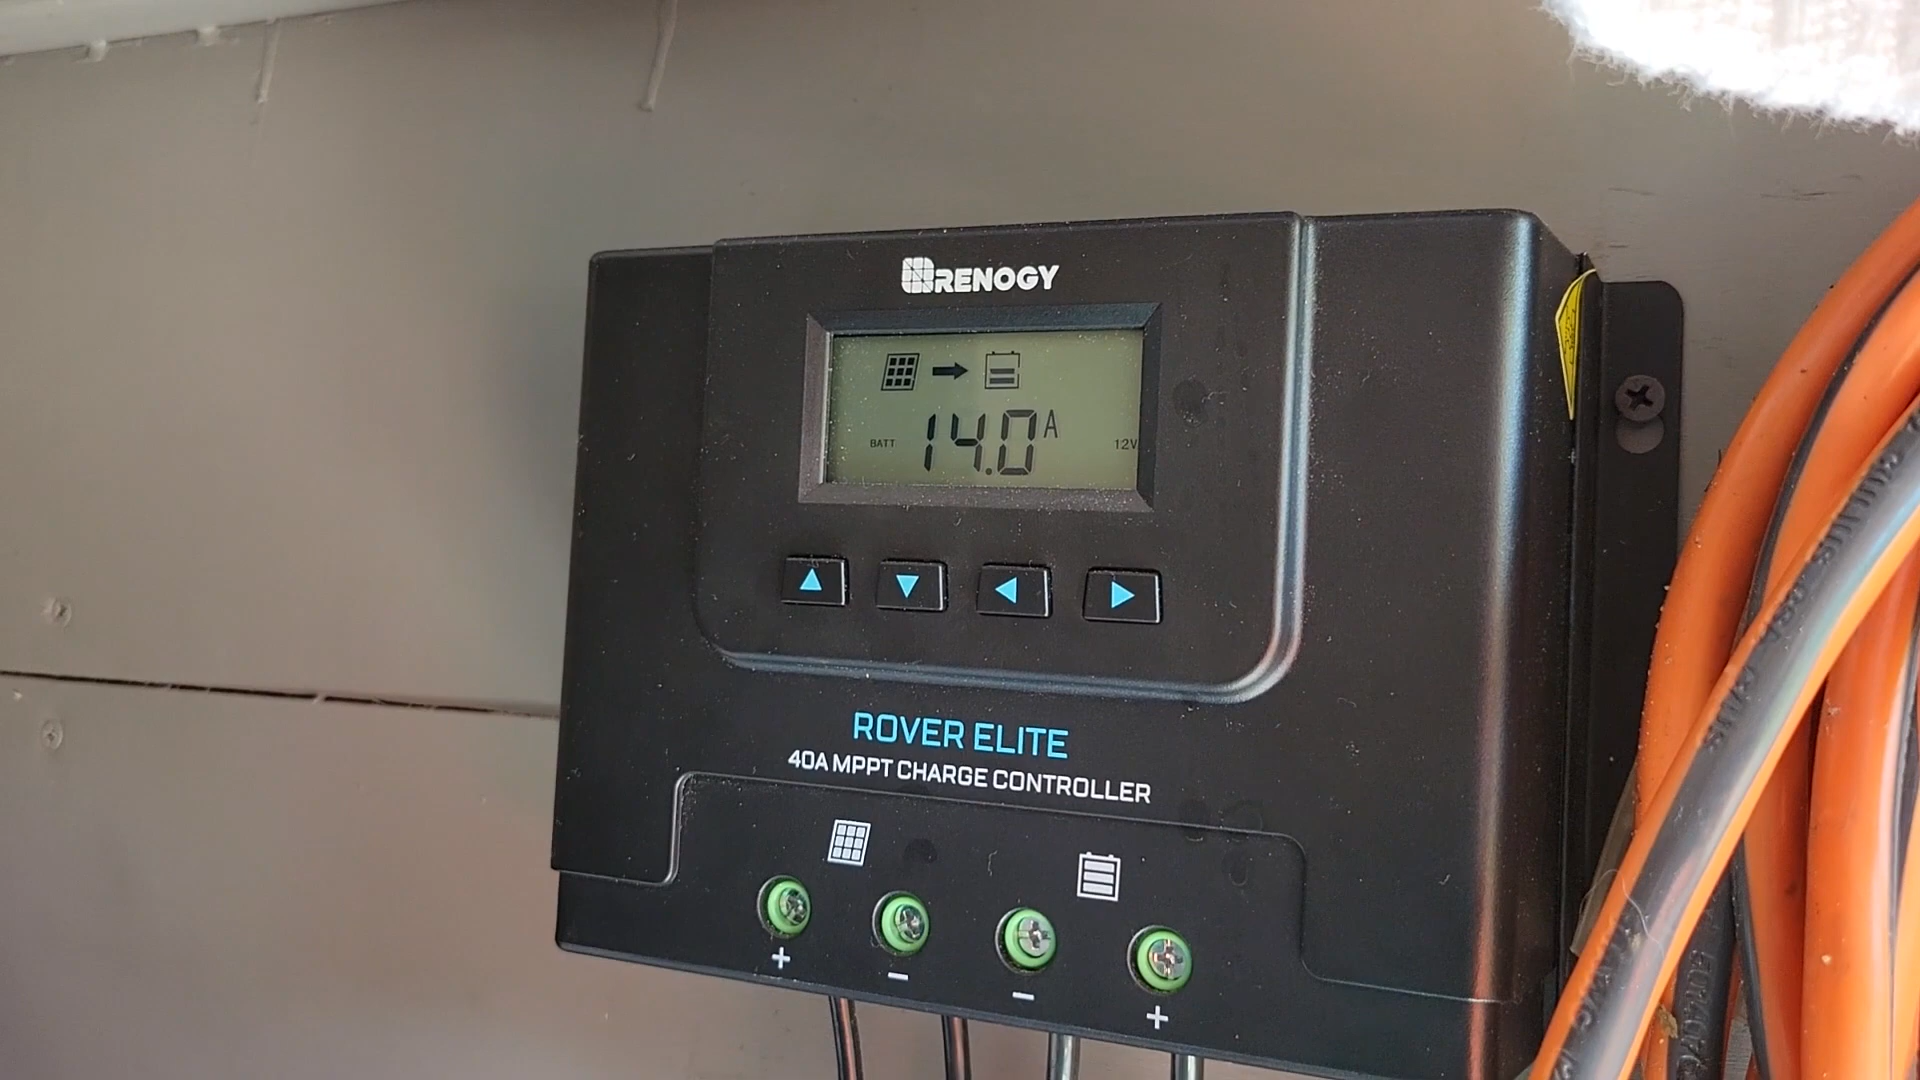 RENOGY
BATT 14.0 A 12V
ROVER ELITE
40A MPPT CHARGE CONTROLLER
+ − − +